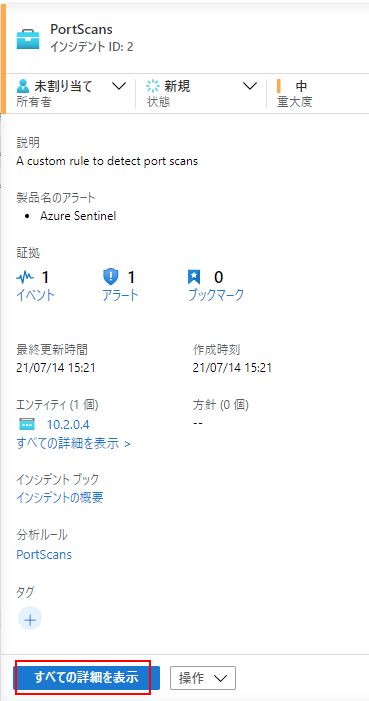 PortScans
インシデント ID: 2
未割り当て
所有者
新規
状態
中
重大度
説明
A custom rule to detect port scans
製品名のアラート
• Azure Sentinel
証拠
1
イベント
1
アラート
0
ブックマーク
最終更新時間
21/07/14 15:21
作成時刻
21/07/14 15:21
エンティティ (1 個)
10.2.0.4
すべての詳細を表示 >
方針 (0 個)
--
インシデント ブック
インシデントの概要
分析ルール
PortScans
タグ
+
すべての詳細を表示
操作